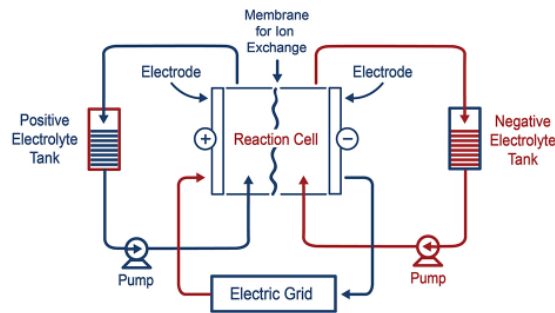 Membrane
for Ion
Exchange
Electrode
Electrode
Positive
Electrolyte
Tank
+
Reaction Cell
−
Negative
Electrolyte
Tank
Pump
Electric Grid
Pump